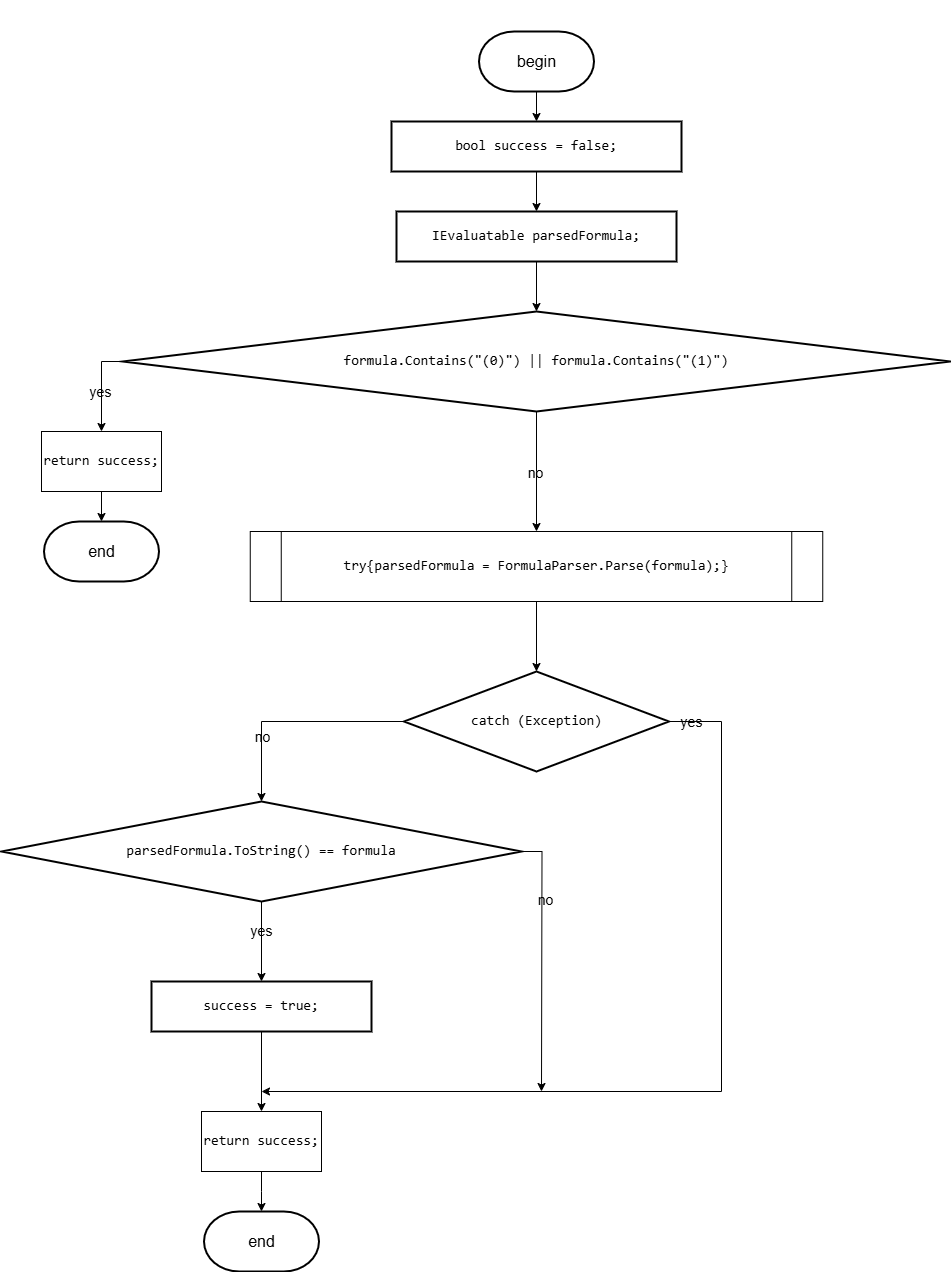 begin
bool success = false;
IEvaluatable parsedFormula;
formula.Contains("(0)") || formula.Contains("(1)")
yes
return success;
end
no
try{parsedFormula = FormulaParser.Parse(formula);}
catch (Exception)
yes
no
parsedFormula.ToString() == formula
no
yes
success = true;
return success;
end